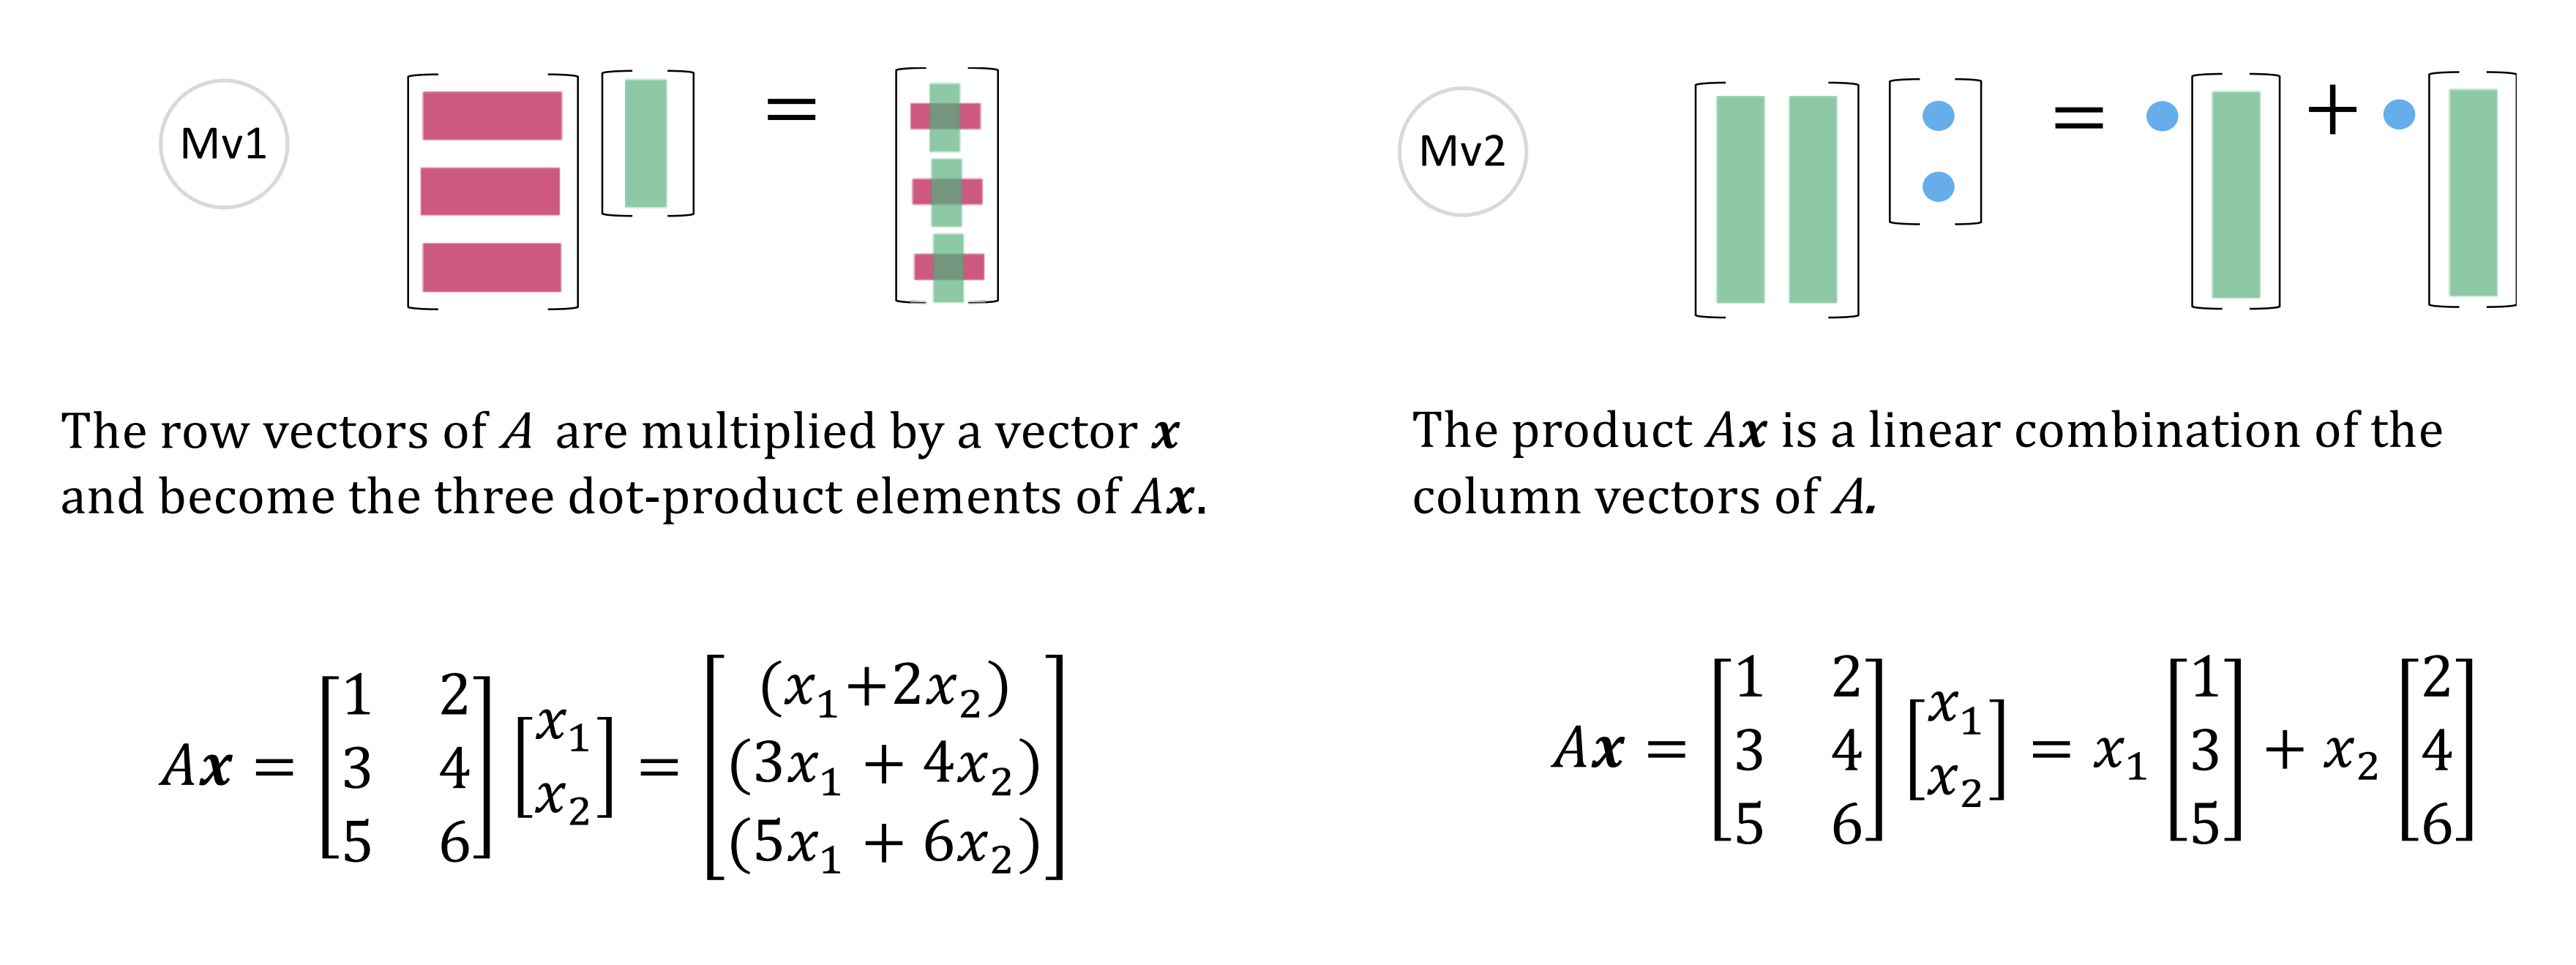 Mv1
=
The row vectors of A are multiplied by a vector x
and become the three dot-product elements of Ax.
Ax = [1 2; 3 4; 5 6] [x₁; x₂] = [(x₁+2x₂); (3x₁ + 4x₂); (5x₁ + 6x₂)]
Mv2
= +
The product Ax is a linear combination of the
column vectors of A.
Ax = [1 2; 3 4; 5 6] [x₁; x₂] = x₁ [1; 3; 5] + x₂ [2; 4; 6]